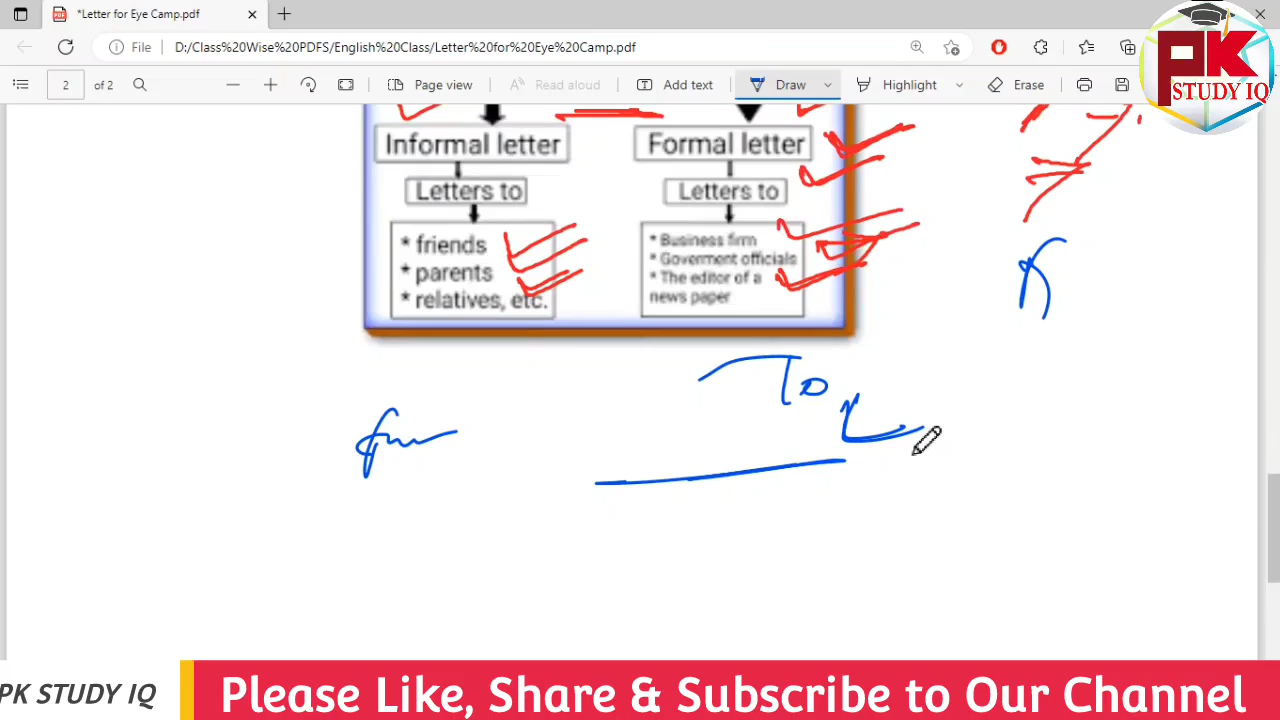 *Letter for Eye Camp.pdf
File D:/Class%20Wise%20PDFS/English%20Class/Letter%20for%20Eye%20Camp.pdf
2 of 2 Page view Read aloud Add text Draw Highlight Erase
PK
STUDY IQ
Informal letter Formal letter
Letters to Letters to
* friends
* parents
* relatives, etc.
* Business firm
* Goverment officials
* The editor of a
news paper
To
PK STUDY IQ Please Like, Share & Subscribe to Our Channel